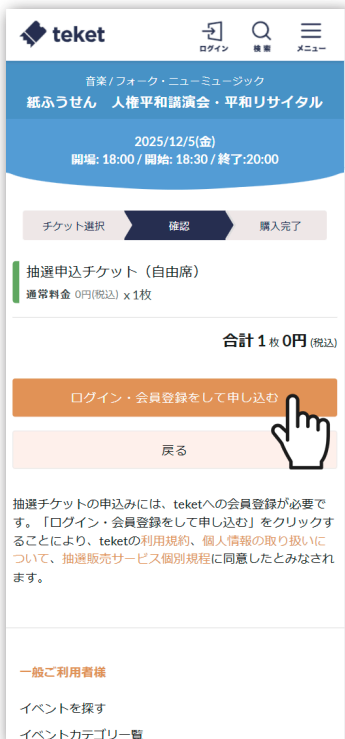 teket
ログイン 検索 メニュー
音楽 / フォーク・ニューミュージック
紙ふうせん 人権平和講演会・平和リサイタル
2025/12/5(金)
開場: 18:00 / 開始: 18:30 / 終了:20:00
チケット選択 確認 購入完了
抽選申込チケット（自由席）
通常料金 0円(税込) x 1枚
合計 1 枚 0円 (税込)
ログイン・会員登録をして申し込む
戻る
抽選チケットの申込みには、teketへの会員登録が必要で
す。「ログイン・会員登録をして申し込む」をクリックす
ることにより、teketの利用規約、個人情報の取り扱いに
ついて、抽選販売サービス個別規程に同意したとみなされ
ます。
一般ご利用者様
イベントを探す
イベントカテゴリ一覧